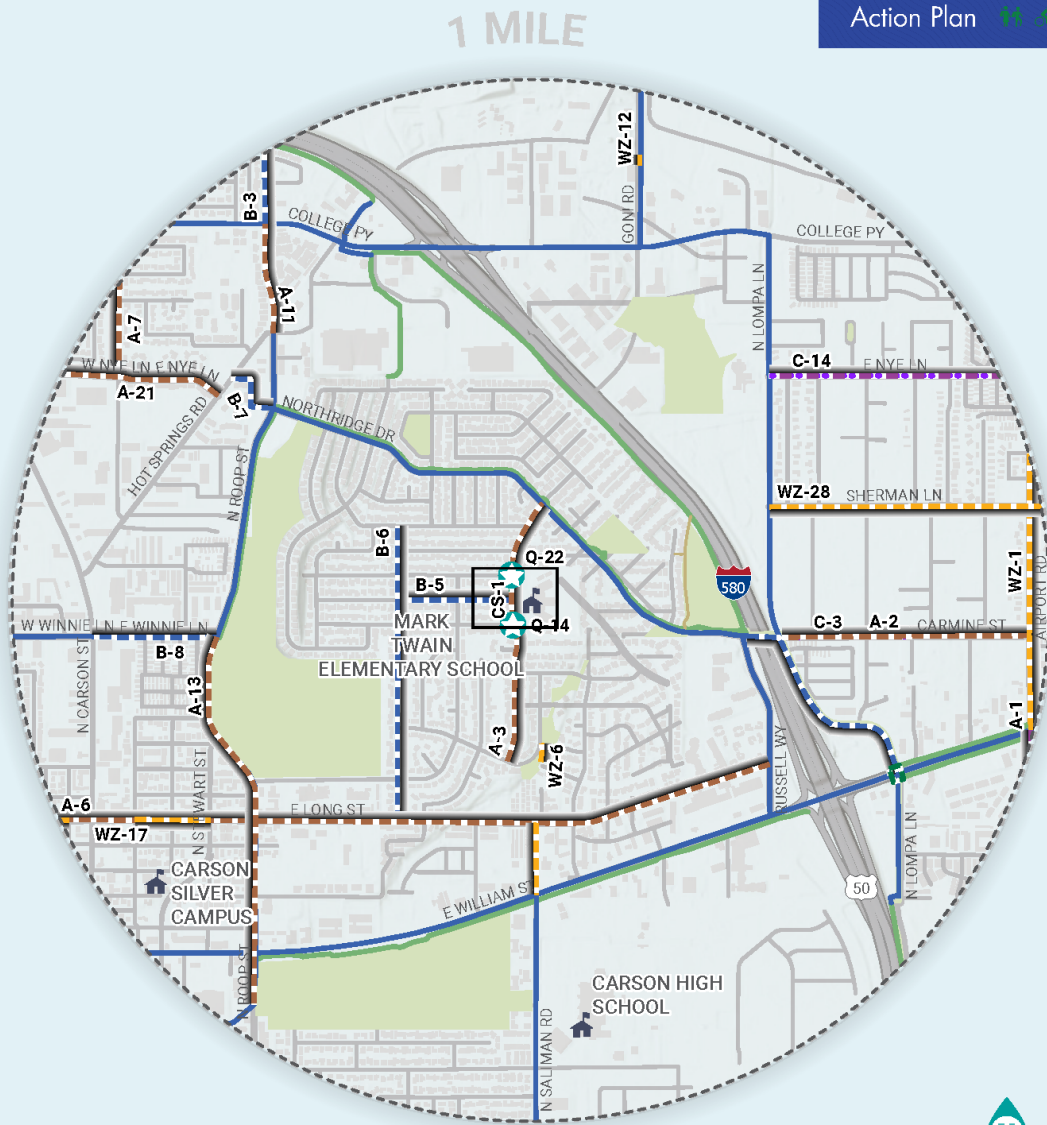 Action Plan
1 MILE
WZ-12
GONI RD
B-3
COLLEGE PY
COLLEGE PY
A-11
N LOMPA LN
A-7
W NYE LN E NYE LN
A-21
B-7
C-14
E NYE LN
HOT SPRINGS RD
NORTHRIDGE DR
N ROOP ST
WZ-28
SHERMAN LN
B-6
Q-22
B-5
CS-1
580
WZ-1
AIRPORT RD
Q-14
MARK
TWAIN
ELEMENTARY SCHOOL
W WINNIE LN E WINNIE LN
B-8
C-3
A-2
CARMINE ST
N CARSON ST
A-13
A-3
WZ-6
A-1
RUSSELL WY
N STEWART ST
A-6
WZ-17
E LONG ST
N LOMPA LN
CARSON
SILVER
CAMPUS
E WILLIAM ST
50
N ROOP ST
CARSON HIGH
SCHOOL
N SALIMAN RD